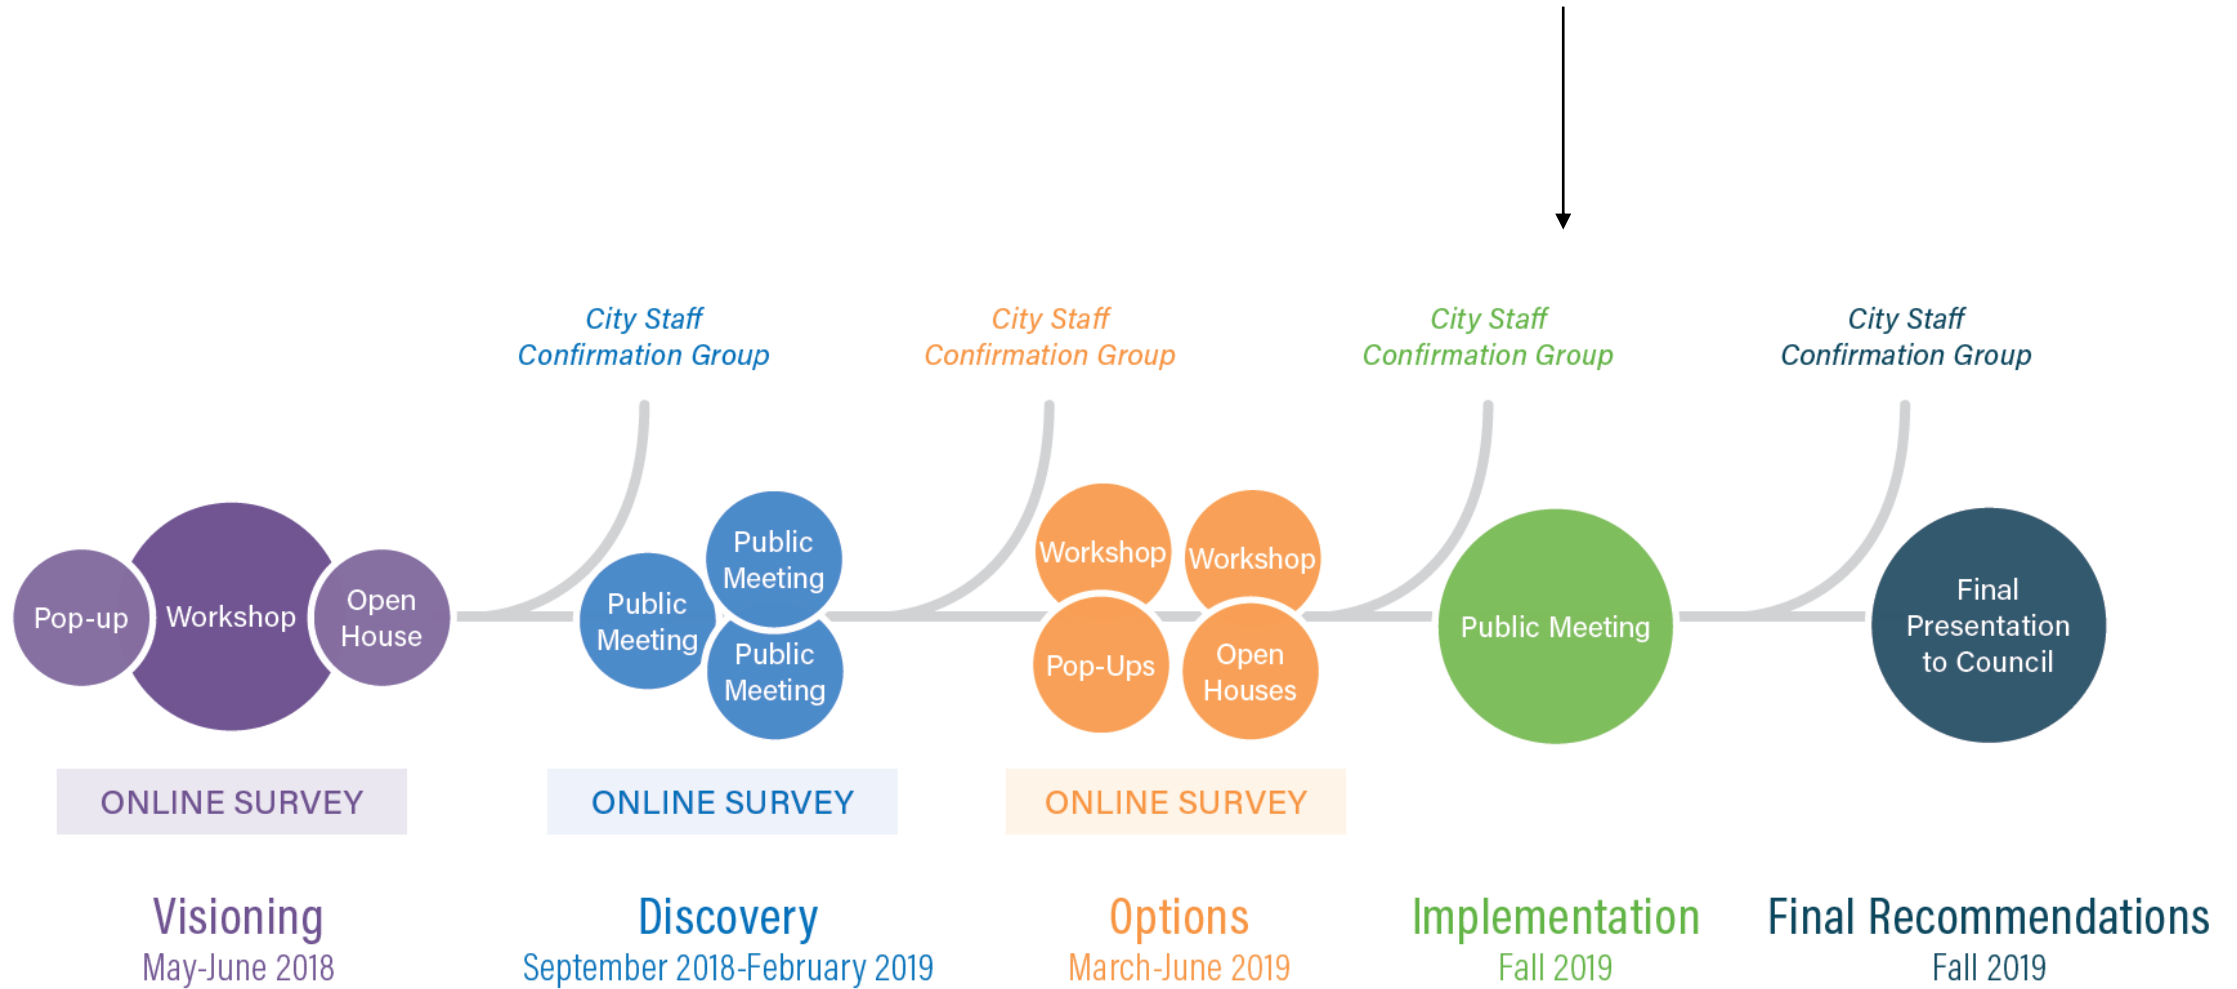 City Staff
Confirmation Group
City Staff
Confirmation Group
City Staff
Confirmation Group
City Staff
Confirmation Group
Pop-up
Workshop
Open
House
Public
Meeting
Public
Meeting
Public
Meeting
Workshop
Workshop
Pop-Ups
Open
Houses
Public Meeting
Final
Presentation
to Council
ONLINE SURVEY
ONLINE SURVEY
ONLINE SURVEY
Visioning
May-June 2018
Discovery
September 2018-February 2019
Options
March-June 2019
Implementation
Fall 2019
Final Recommendations
Fall 2019